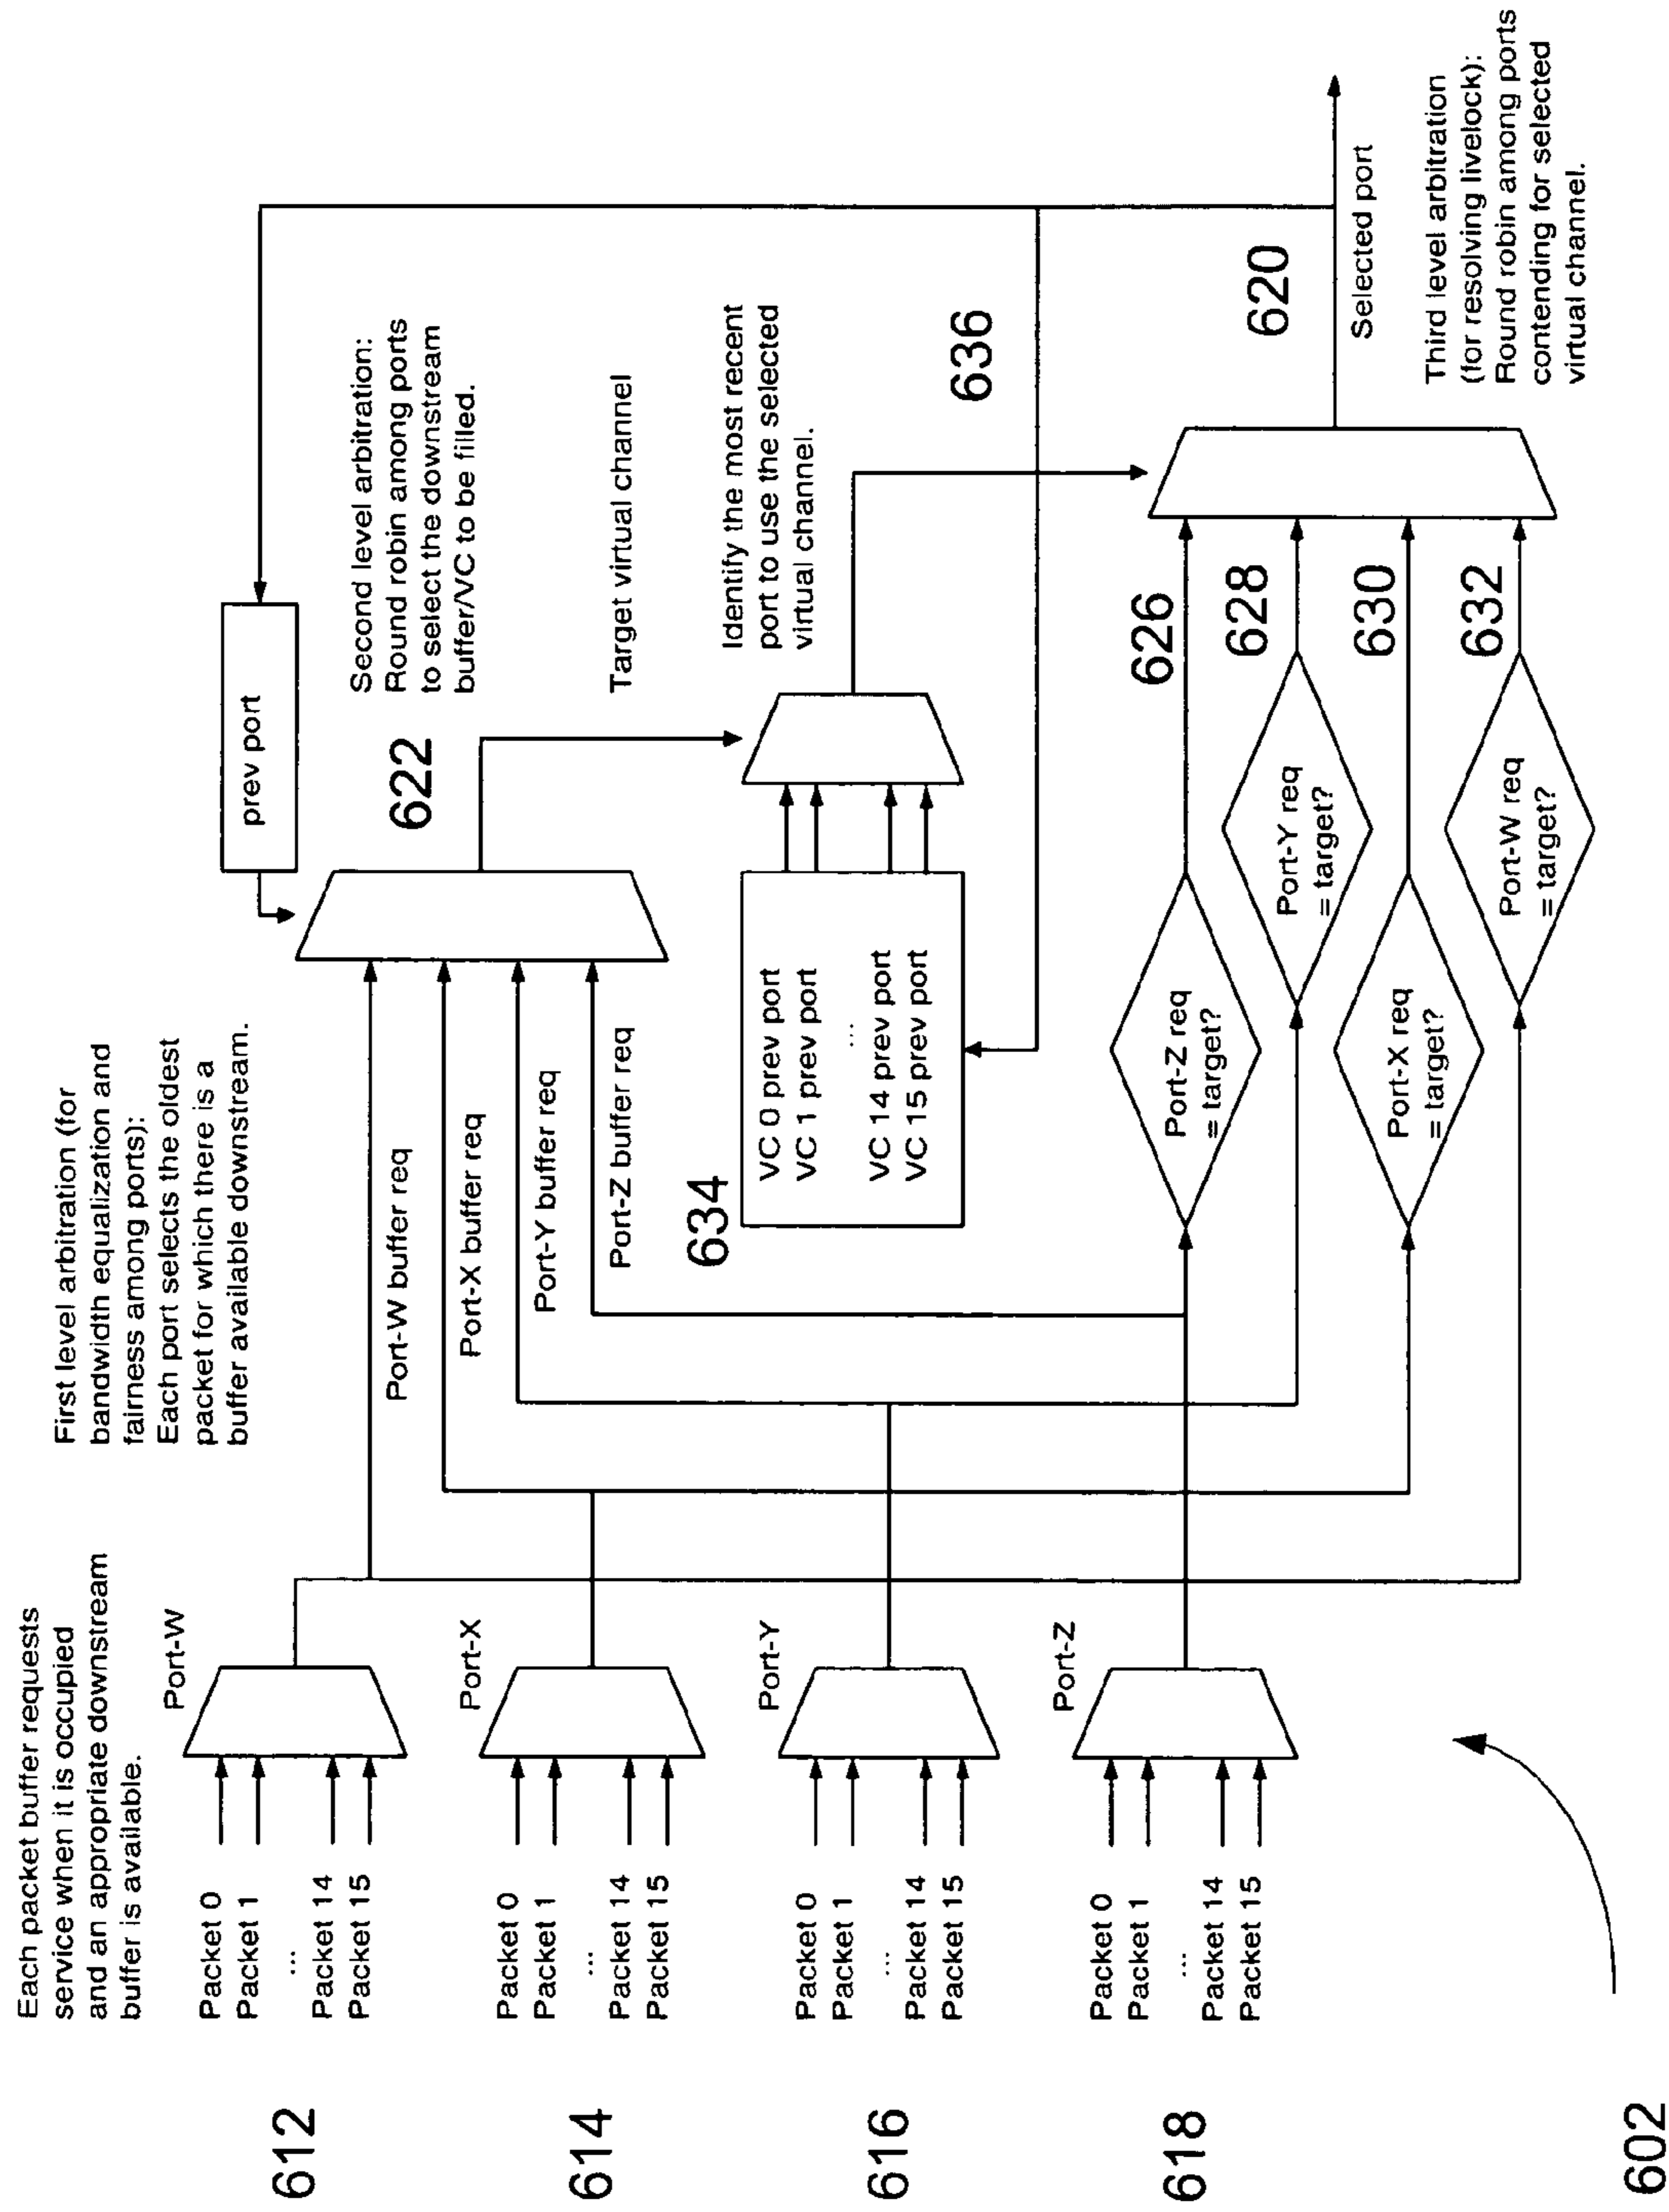 Each packet buffer requests
service when it is occupied
and an appropriate downstream
buffer is available.
First level arbitration (for
bandwidth equalization and
fairness among ports):
Each port selects the oldest
packet for which there is a
buffer available downstream.
612
Packet 0
Packet 1
...
Packet 14
Packet 15
Port-W
614
Packet 0
Packet 1
...
Packet 14
Packet 15
Port-X
616
Packet 0
Packet 1
...
Packet 14
Packet 15
Port-Y
618
Packet 0
Packet 1
...
Packet 14
Packet 15
Port-Z
Port-W buffer req
Port-X buffer req
Port-Y buffer req
Port-Z buffer req
prev port
622
Second level arbitration:
Round robin among ports
to select the downstream
buffer/VC to be filled.
Target virtual channel
634
VC 0 prev port
VC 1 prev port
...
VC 14 prev port
VC 15 prev port
Identify the most recent
port to use the selected
virtual channel.
636
Port-Z req
= target?
626
Port-Y req
= target?
628
Port-X req
= target?
630
Port-W req
= target?
632
620
Selected port
Third level arbitration
(for resolving livelock):
Round robin among ports
contending for selected
virtual channel.
602